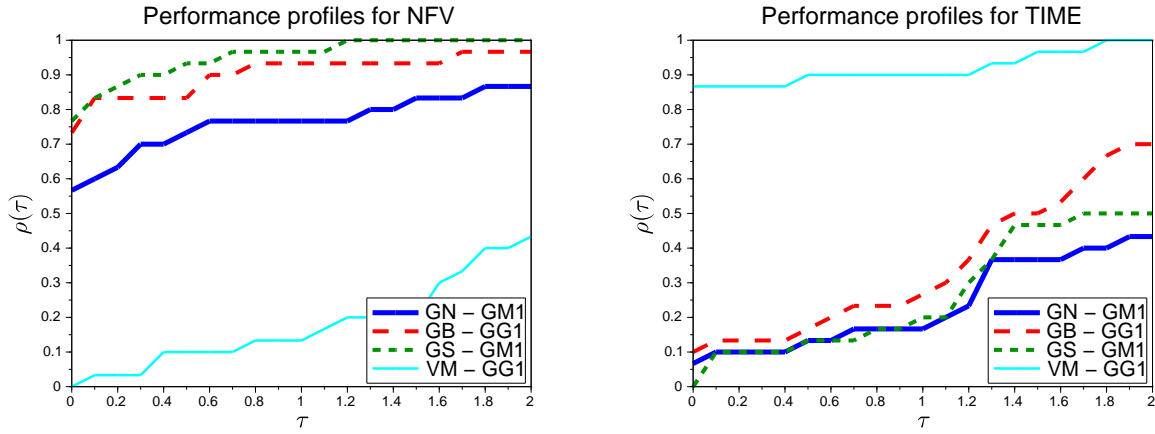 Performance profiles for NFV
1
0.9
0.8
0.7
0.6
0.5
0.4
0.3
0.2
0.1
0
ρ(τ)
0 0.2 0.4 0.6 0.8 1 1.2 1.4 1.6 1.8 2
τ
GN – GM1
GB – GG1
GS – GM1
VM – GG1
Performance profiles for TIME
1
0.9
0.8
0.7
0.6
0.5
0.4
0.3
0.2
0.1
0
ρ(τ)
0 0.2 0.4 0.6 0.8 1 1.2 1.4 1.6 1.8 2
τ
GN – GM1
GB – GG1
GS – GM1
VM – GG1